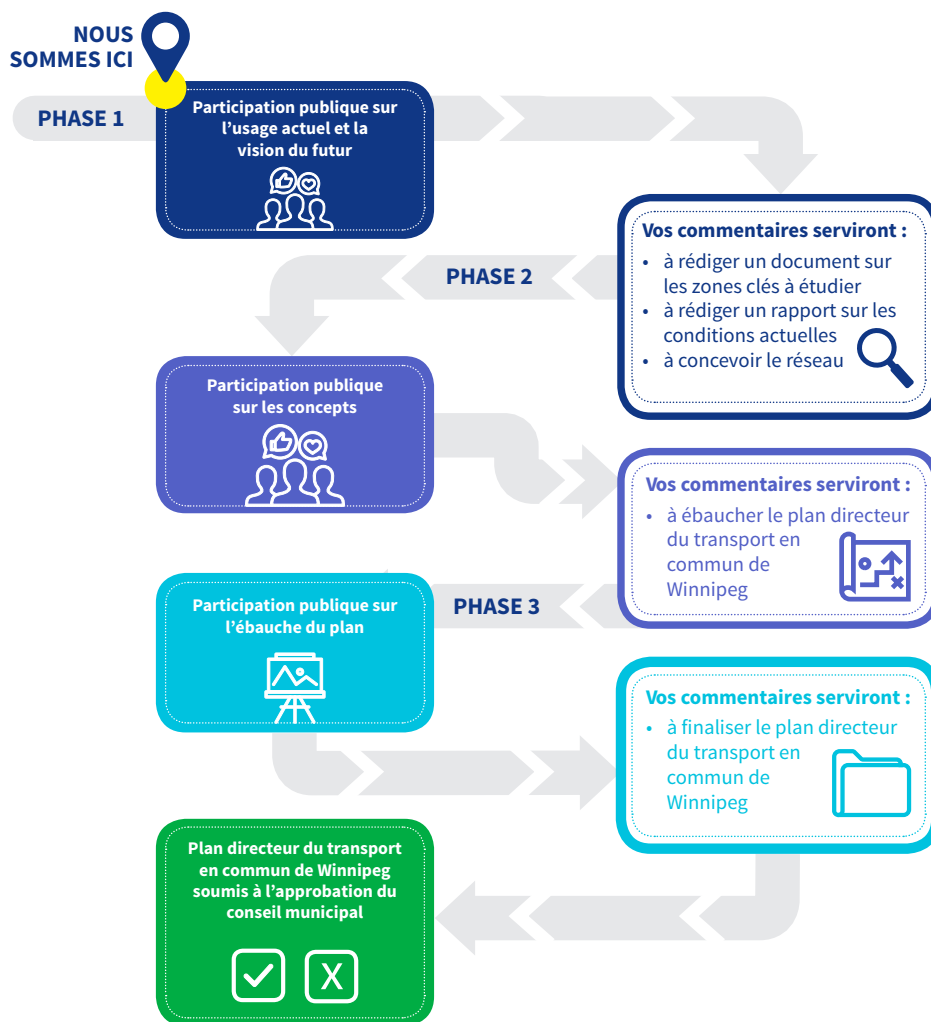 NOUS
SOMMES ICI
PHASE 1
Participation publique sur
l’usage actuel et la
vision du futur
Vos commentaires serviront :
• à rédiger un document sur
les zones clés à étudier
• à rédiger un rapport sur les
conditions actuelles
• à concevoir le réseau
PHASE 2
Participation publique
sur les concepts
Vos commentaires serviront :
• à ébaucher le plan directeur
du transport en
commun de
Winnipeg
PHASE 3
Participation publique sur
l’ébauche du plan
Vos commentaires serviront :
• à finaliser le plan directeur
du transport en
commun de
Winnipeg
Plan directeur du transport
en commun de Winnipeg
soumis à l’approbation du
conseil municipal
X